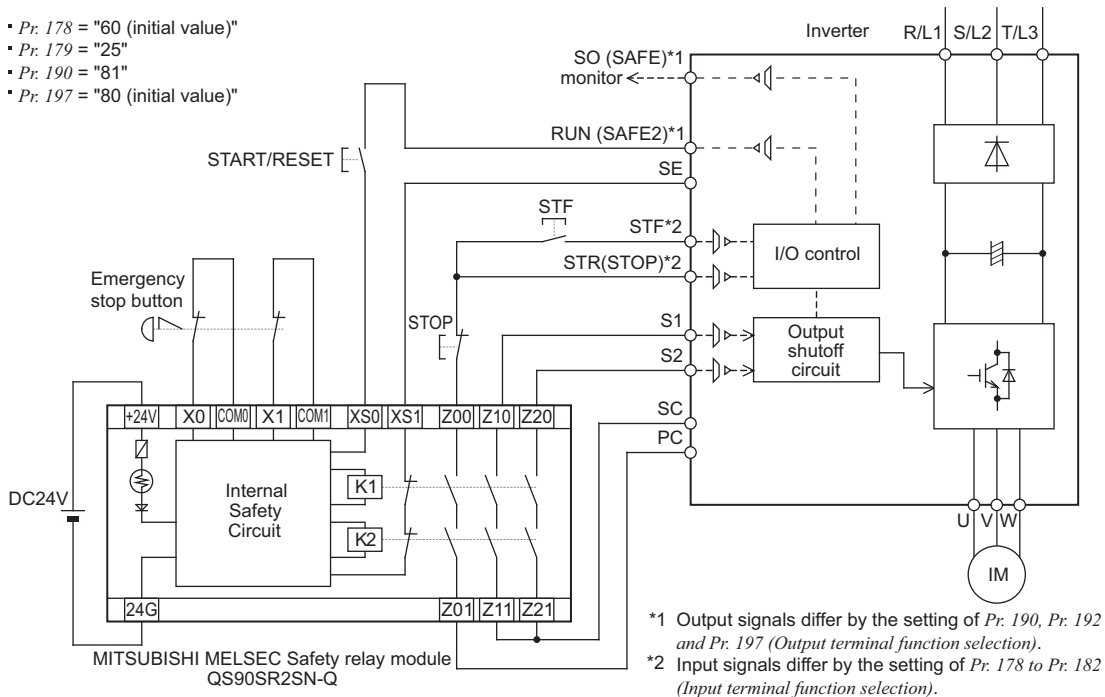 ▪ Pr. 178 = "60 (initial value)"
▪ Pr. 179 = "25"
▪ Pr. 190 = "81"
▪ Pr. 197 = "80 (initial value)"
Inverter
R/L1 S/L2 T/L3
SO (SAFE)*1
monitor
RUN (SAFE2)*1
START/RESET
SE
STF
STF*2
STR(STOP)*2
I/O control
Emergency
stop button
STOP
S1
S2
Output
shutoff
circuit
SC
PC
+24V X0 COM0 X1 COM1 XS0 XS1 Z00 Z10 Z20
DC24V
Internal
Safety
Circuit
K1
K2
U V W
IM
24G Z01 Z11 Z21
MITSUBISHI MELSEC Safety relay module
QS90SR2SN-Q
*1 Output signals differ by the setting of Pr. 190, Pr. 192
and Pr. 197 (Output terminal function selection).
*2 Input signals differ by the setting of Pr. 178 to Pr. 182
(Input terminal function selection).